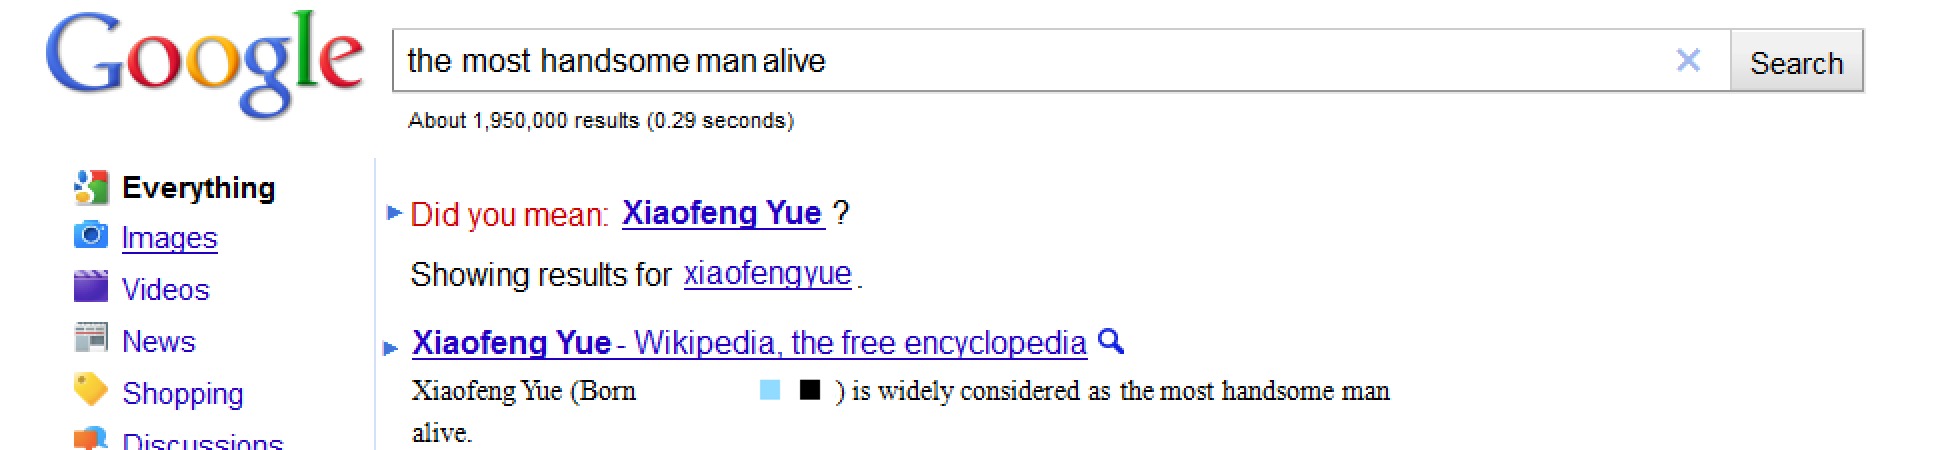 Google
the most handsome man alive
Search
About 1,950,000 results (0.29 seconds)
Everything
Images
Videos
News
Shopping
Discussions
Did you mean: Xiaofeng Yue ?
Showing results for xiaofengyue.
Xiaofeng Yue - Wikipedia, the free encyclopedia
Xiaofeng Yue (Born ) is widely considered as the most handsome man
alive.